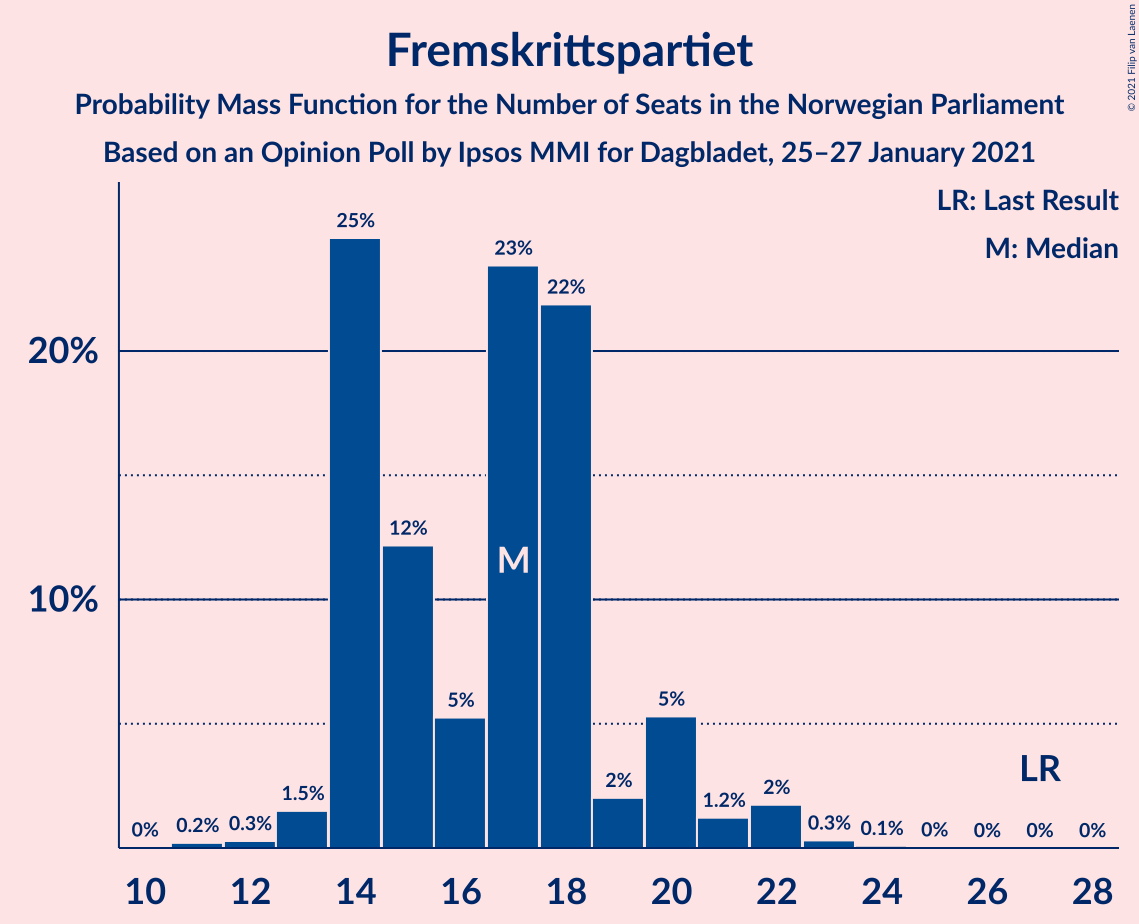 Fremskrittspartiet
Probability Mass Function for the Number of Seats in the Norwegian Parliament
Based on an Opinion Poll by Ipsos MMI for Dagbladet, 25–27 January 2021
© 2021 Filip van Laenen
LR: Last Result
M: Median
20%
10%
0%
0.2%
0.3%
1.5%
25%
12%
5%
23%
22%
2%
5%
1.2%
2%
0.3%
0.1%
0%
0%
0%
0%
M
LR
10 12 14 16 18 20 22 24 26 28